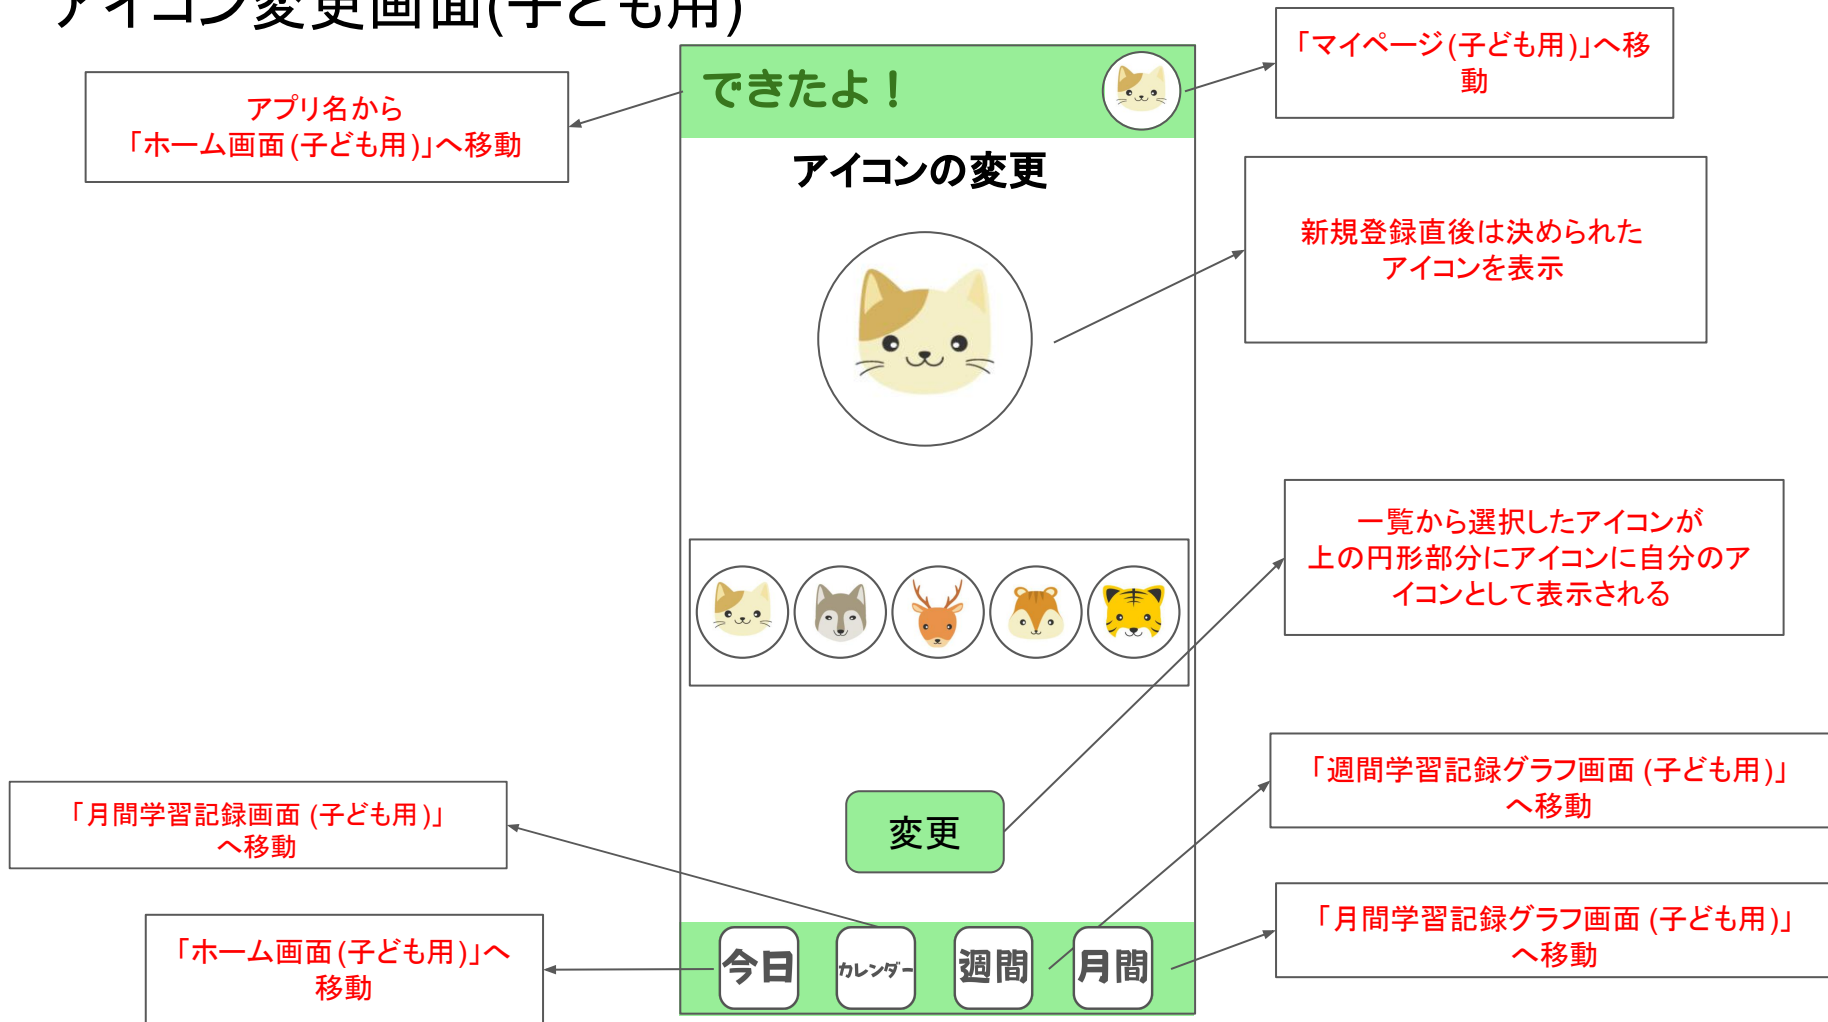 アイコン変更画面(子ども用)
アプリ名から
「ホーム画面(子ども用)」へ移動
できたよ！
「マイページ(子ども用)」へ移
動
アイコンの変更
新規登録直後は決められた
アイコンを表示
一覧から選択したアイコンが
上の円形部分にアイコンに自分のア
イコンとして表示される
変更
「週間学習記録グラフ画面(子ども用)」
へ移動
「月間学習記録画面(子ども用)」
へ移動
「月間学習記録グラフ画面(子ども用)」
へ移動
「ホーム画面(子ども用)」へ
移動
今日
カレンダー
週間
月間